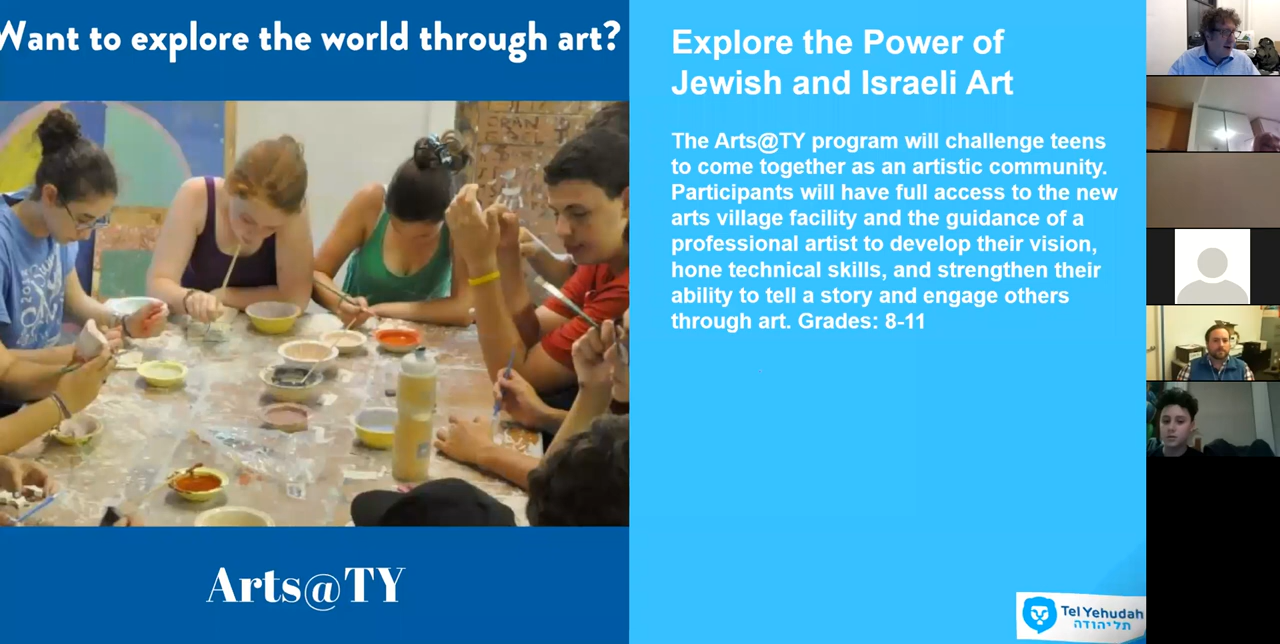 Want to explore the world through art?
Arts@TY
Explore the Power of
Jewish and Israeli Art
The Arts@TY program will challenge teens
to come together as an artistic community.
Participants will have full access to the new
arts village facility and the guidance of a
professional artist to develop their vision,
hone technical skills, and strengthen their
ability to tell a story and engage others
through art. Grades: 8-11
Tel Yehudah
תל יהודה